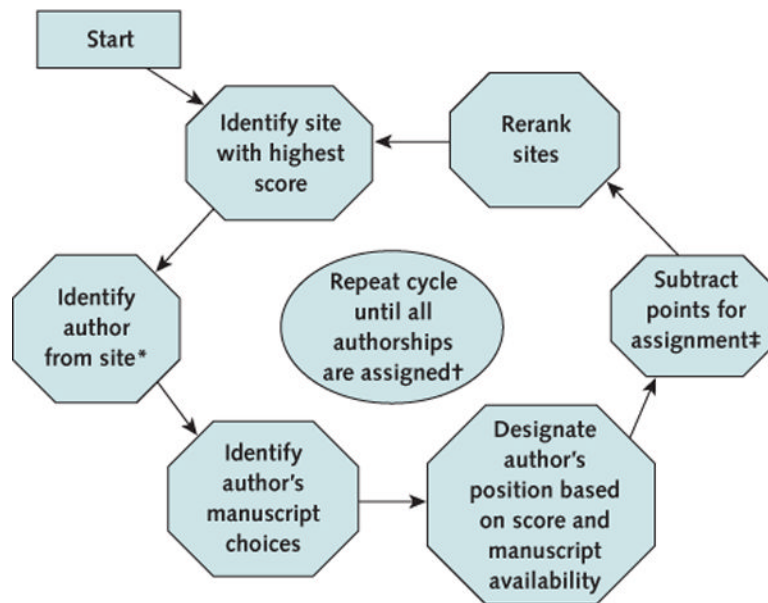 Start
Identify site
with highest
score
Rerank
sites
Identify
author
from site*
Repeat cycle
until all
authorships
are assigned†
Subtract
points for
assignment‡
Identify
author's
manuscript
choices
Designate
author's
position based
on score and
manuscript
availability